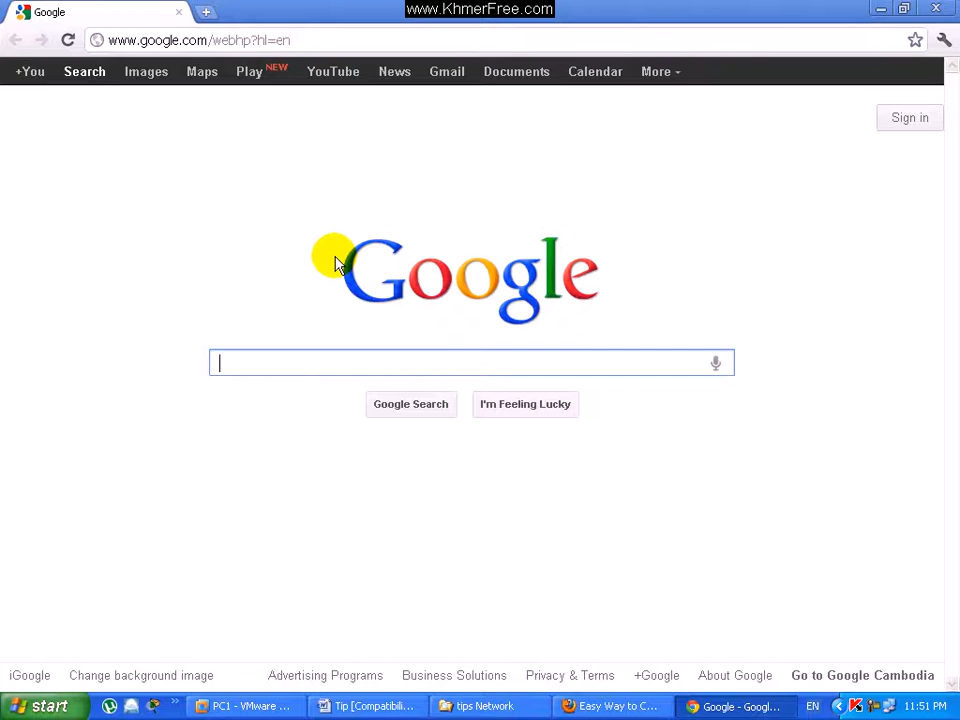 www.KhmerFree.com
Google
www.google.com/webhp?hl=en
+You Search Images Maps Play NEW YouTube News Gmail Documents Calendar More
Sign in
Google
Google Search I'm Feeling Lucky
iGoogle Change background image Advertising Programs Business Solutions Privacy & Terms +Google About Google Go to Google Cambodia
start PC1 - VMware ... Tip [Compatibili... tips Network Easy Way to C... Google - Googl... EN 11:51 PM